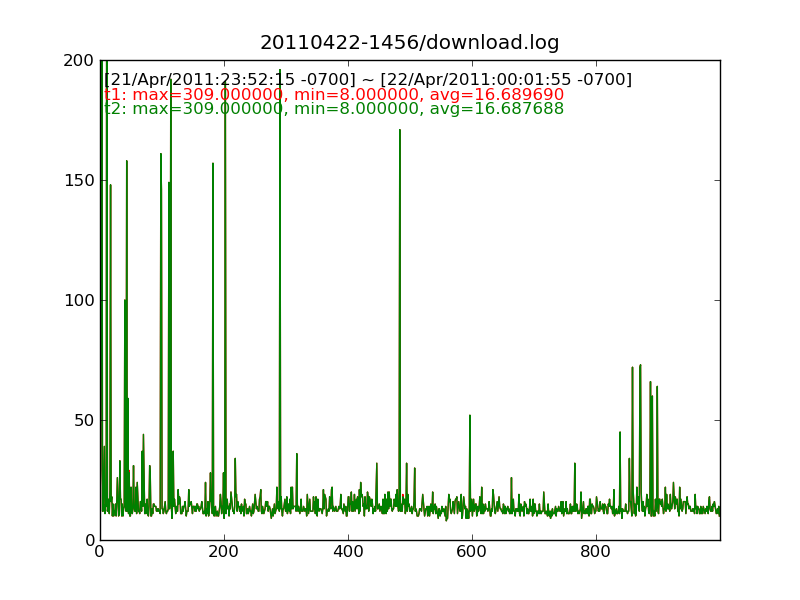 20110422-1456/download.log
[21/Apr/2011:23:52:15 -0700] ~ [22/Apr/2011:00:01:55 -0700]
t1: max=309.000000, min=8.000000, avg=16.689690
t2: max=309.000000, min=8.000000, avg=16.687688
200
150
100
50
0
0 200 400 600 800